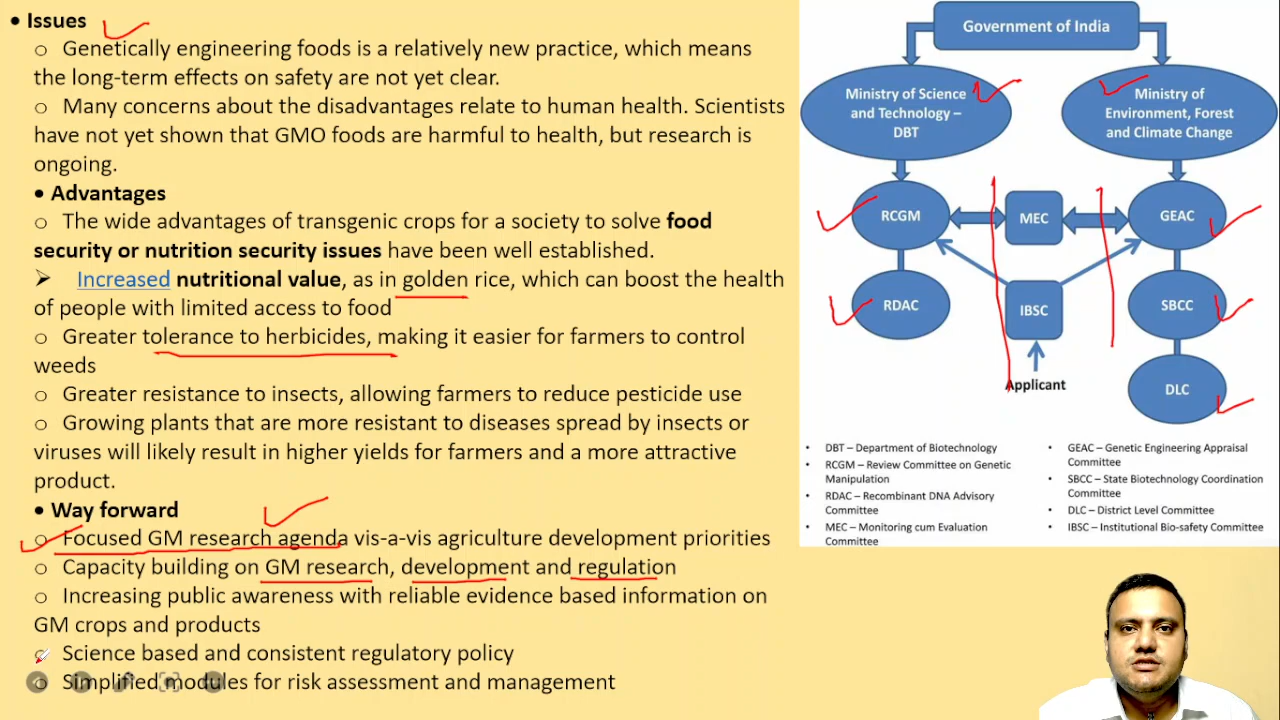 • Issues
o Genetically engineering foods is a relatively new practice, which means
the long-term effects on safety are not yet clear.
o Many concerns about the disadvantages relate to human health. Scientists
have not yet shown that GMO foods are harmful to health, but research is
ongoing.
• Advantages
o The wide advantages of transgenic crops for a society to solve food
security or nutrition security issues have been well established.
➢ Increased nutritional value, as in golden rice, which can boost the health
of people with limited access to food
o Greater tolerance to herbicides, making it easier for farmers to control
weeds
o Greater resistance to insects, allowing farmers to reduce pesticide use
o Growing plants that are more resistant to diseases spread by insects or
viruses will likely result in higher yields for farmers and a more attractive
product.
• Way forward
o Focused GM research agenda vis-a-vis agriculture development priorities
o Capacity building on GM research, development and regulation
o Increasing public awareness with reliable evidence based information on
GM crops and products
o Science based and consistent regulatory policy
o Simplified modules for risk assessment and management
Government of India
Ministry of Science
and Technology –
DBT
Ministry of
Environment, Forest
and Climate Change
RCGM
MEC
GEAC
RDAC
IBSC
SBCC
Applicant
DLC
• DBT – Department of Biotechnology
• RCGM – Review Committee on Genetic
Manipulation
• RDAC – Recombinant DNA Advisory
Committee
• MEC – Monitoring cum Evaluation
Committee
• GEAC – Genetic Engineering Appraisal
Committee
• SBCC – State Biotechnology Coordination
Committee
• DLC – District Level Committee
• IBSC – Institutional Bio-safety Committee